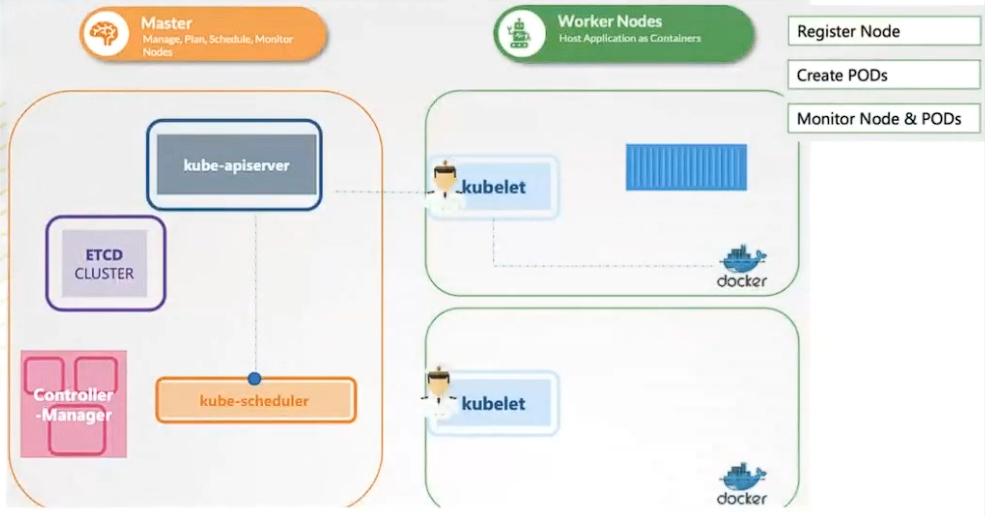 Master
Manage, Plan, Schedule, Monitor
Nodes
Worker Nodes
Host Application as Containers
Register Node
Create PODs
Monitor Node & PODs
kube-apiserver
ETCD
CLUSTER
Controller
-Manager
kube-scheduler
kubelet
docker
kubelet
docker